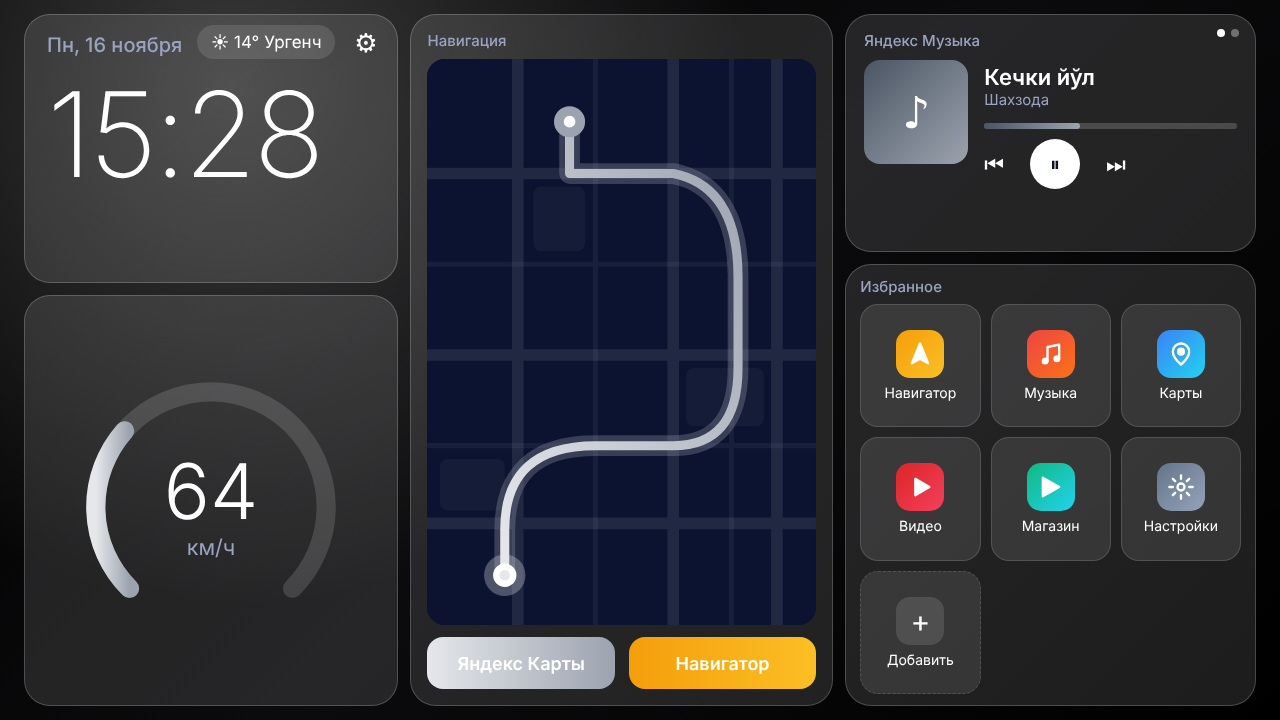 Пн, 16 ноября
14° Ургенч
15:28
64
км/ч
Навигация
Яндекс Карты
Навигатор
Яндекс Музыка
Кечки йўл
Шахзода
Избранное
Навигатор
Музыка
Карты
Видео
Магазин
Настройки
+
Добавить